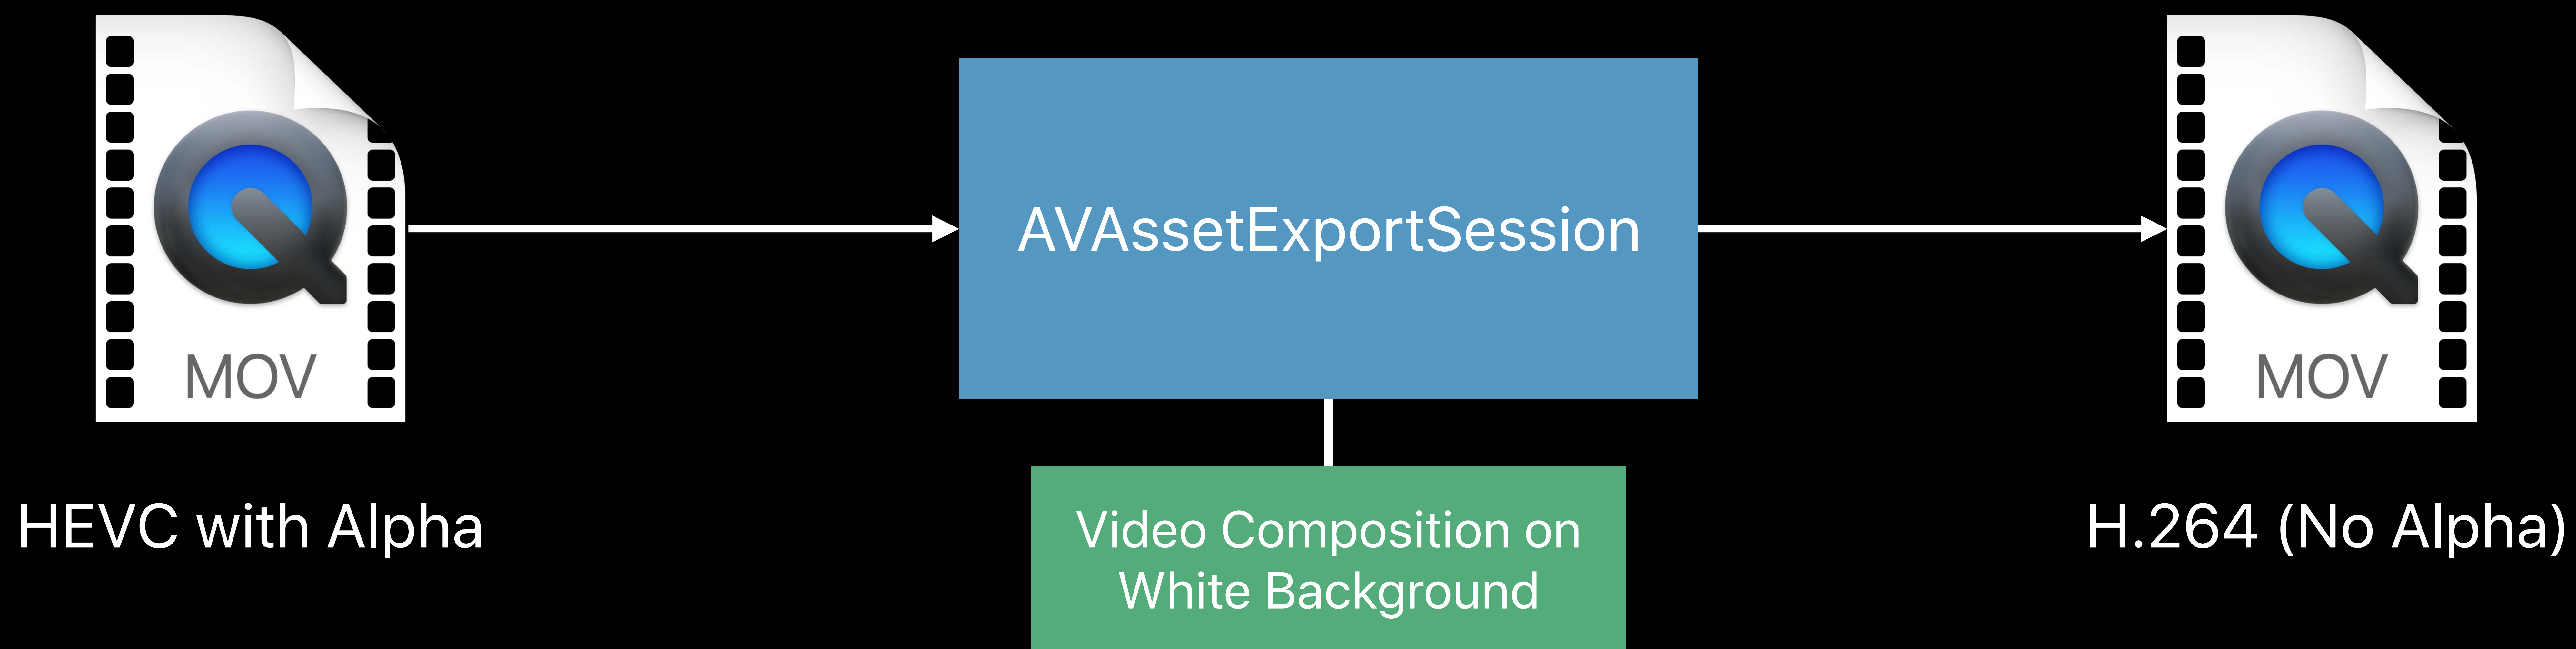 MOV
HEVC with Alpha
AVAssetExportSession
Video Composition on
White Background
MOV
H.264 (No Alpha)